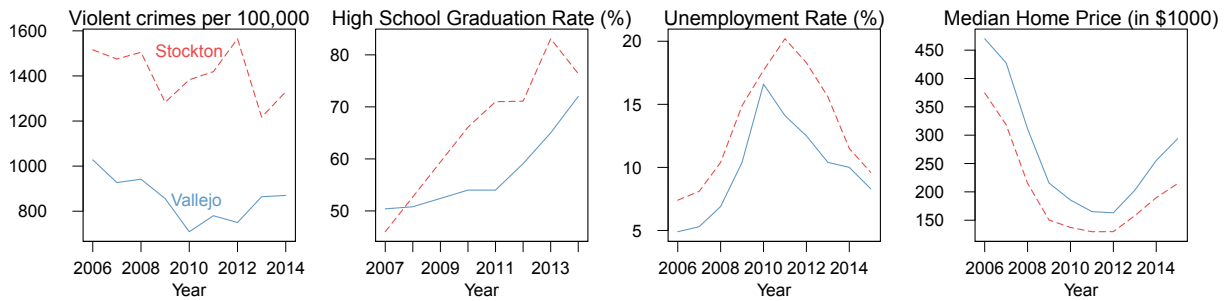 Violent crimes per 100,000
1600
1400
1200
1000
800
Stockton
Vallejo
2006 2008 2010 2012 2014
Year
High School Graduation Rate (%)
80
70
60
50
2007 2009 2011 2013
Year
Unemployment Rate (%)
20
15
10
5
2006 2008 2010 2012 2014
Year
Median Home Price (in $1000)
450
400
350
300
250
200
150
2006 2008 2010 2012 2014
Year